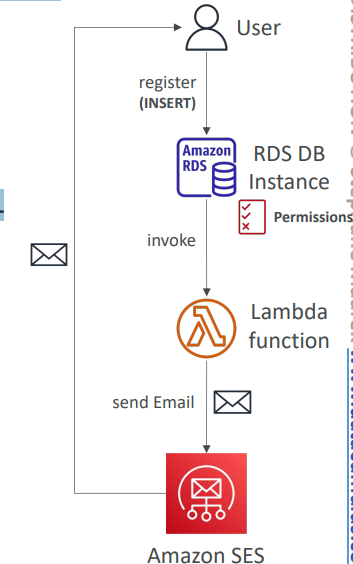 User
register
(INSERT)
Amazon
RDS
RDS DB
Instance
Permissions
invoke
Lambda
function
send Email
Amazon SES